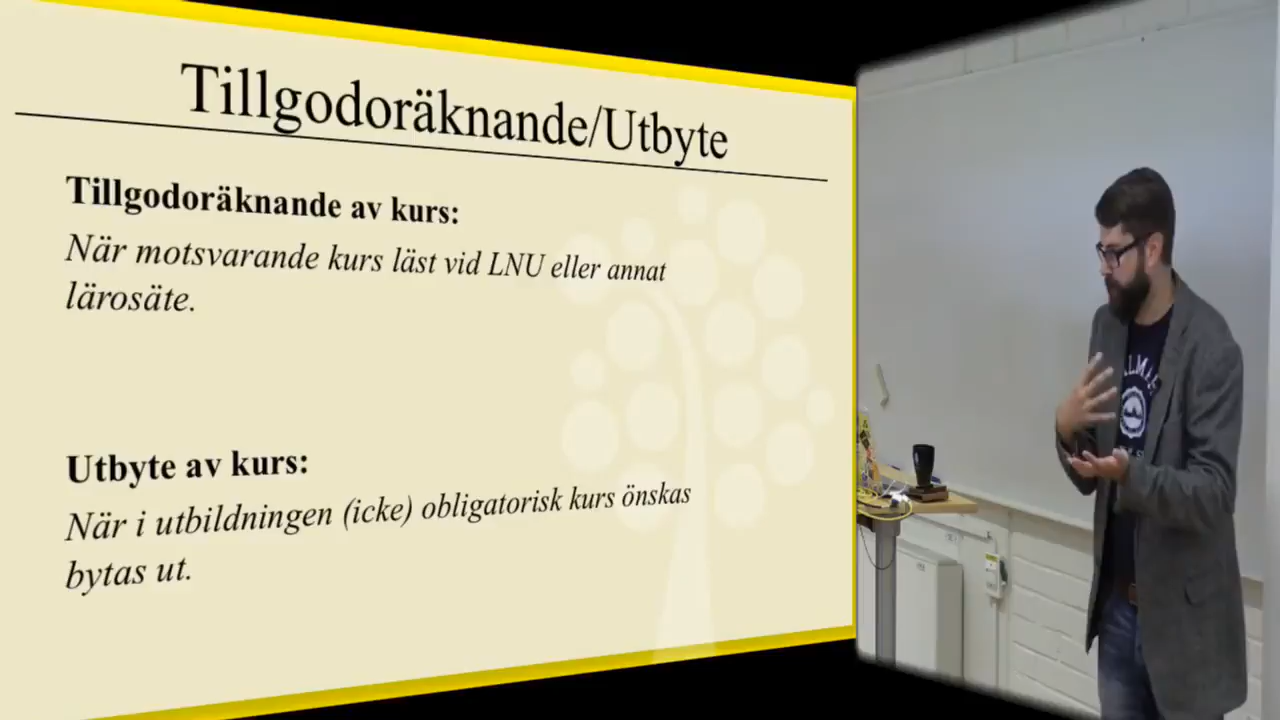 Tillgodoräknande/Utbyte
Tillgodoräknande av kurs:
När motsvarande kurs läst vid LNU eller annat
lärosäte.
Utbyte av kurs:
När i utbildningen (icke) obligatorisk kurs önskas
bytas ut.